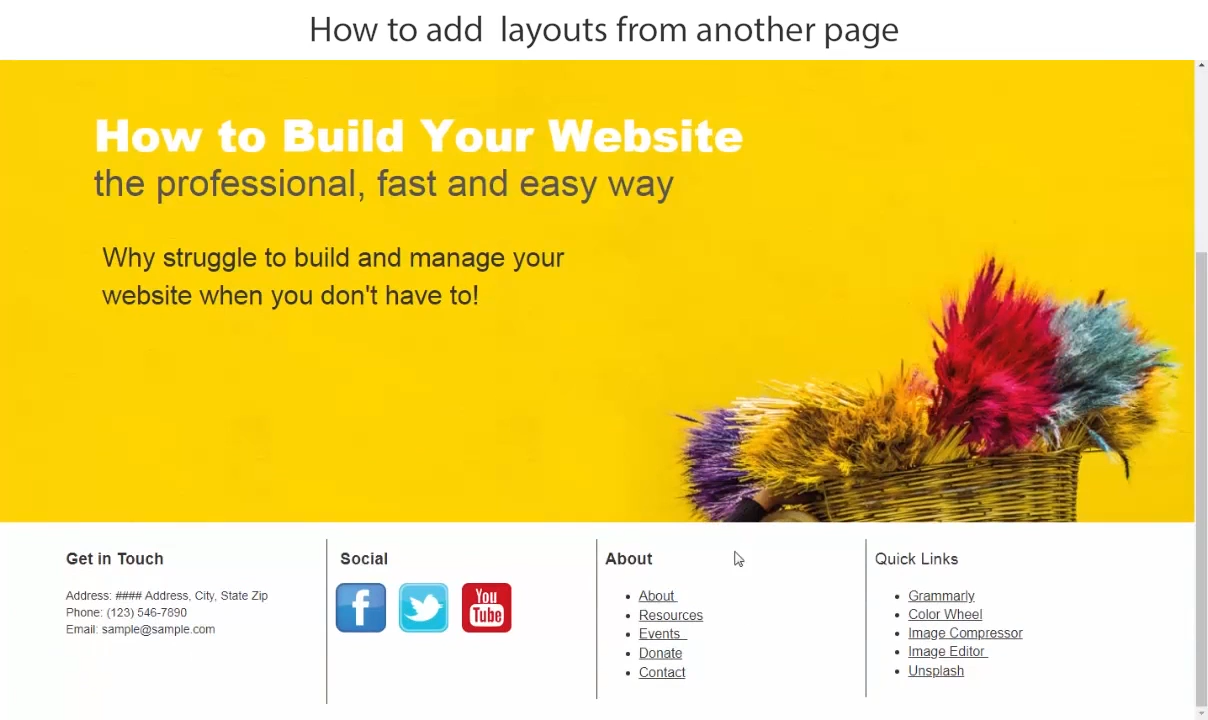 How to add layouts from another page
How to Build Your Website
the professional, fast and easy way
Why struggle to build and manage your
website when you don't have to!
Get in Touch
Address: #### Address, City, State Zip
Phone: (123) 546-7890
Email: sample@sample.com
Social
f
You
Tube
About
About
Resources
Events
Donate
Contact
Quick Links
Grammarly
Color Wheel
Image Compressor
Image Editor
Unsplash